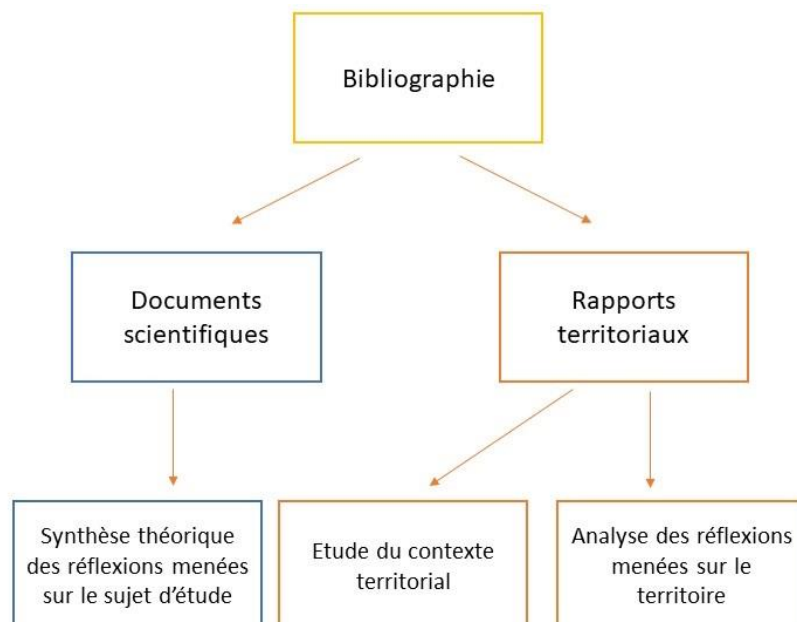 Bibliographie
Documents
scientifiques
Rapports
territoriaux
Synthèse théorique
des réflexions menées
sur le sujet d’étude
Etude du contexte
territorial
Analyse des réflexions
menées sur le
territoire